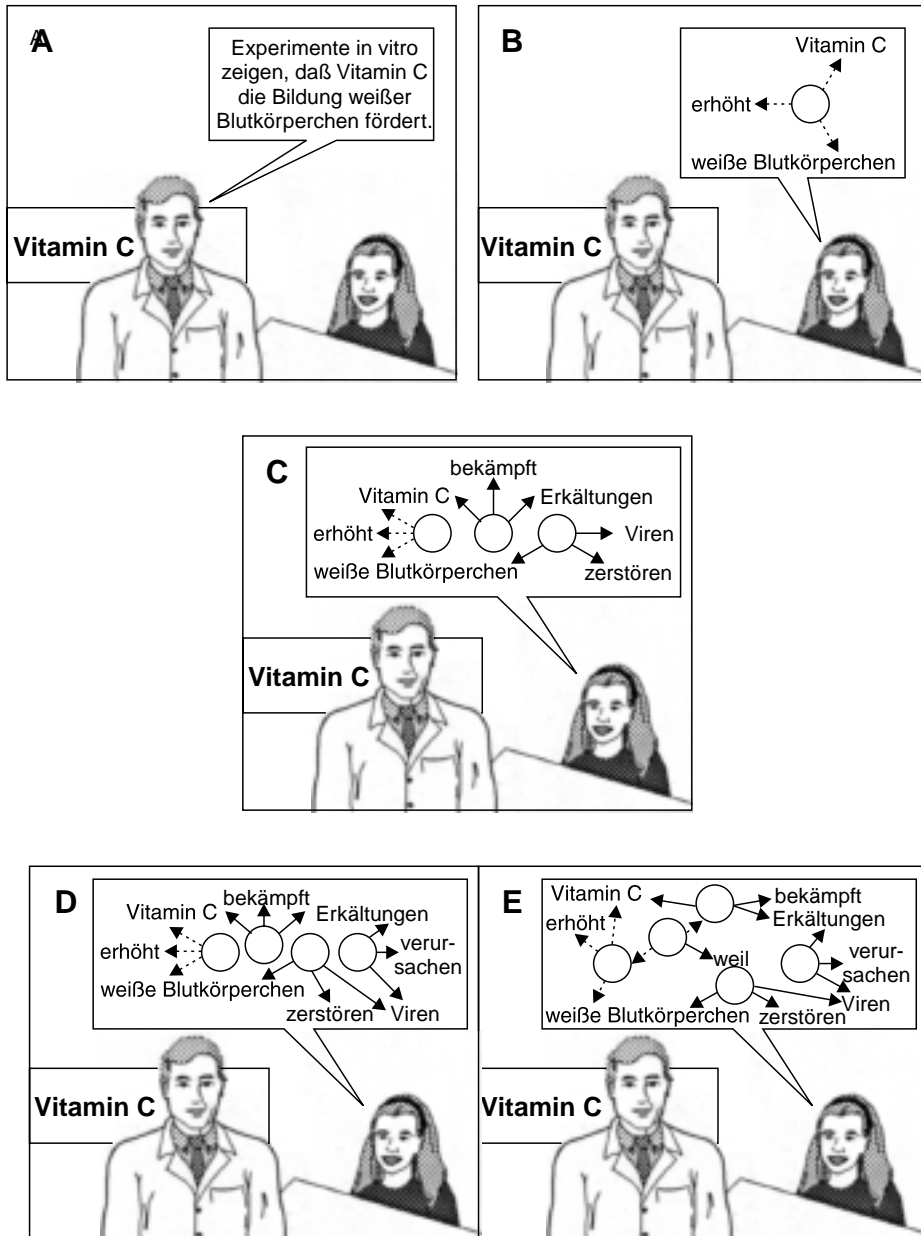 A
Experimente in vitro
zeigen, daß Vitamin C
die Bildung weißer
Blutkörperchen fördert.
Vitamin C
B
Vitamin C
erhöht
weiße Blutkörperchen
Vitamin C
C
bekämpft
Vitamin C
Erkältungen
erhöht
Viren
weiße Blutkörperchen
zerstören
Vitamin C
D
bekämpft
Vitamin C
Erkältungen
erhöht
verur-
sachen
weiße Blutkörperchen
zerstören
Viren
Vitamin C
E
Vitamin C
bekämpft
erhöht
Erkältungen
weil
verur-
sachen
Viren
weiße Blutkörperchen
zerstören
Vitamin C